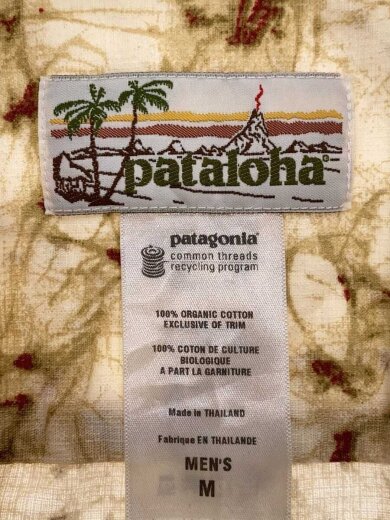 pataloha®
patagonia®
common threads
recycling program
100% ORGANIC COTTON
EXCLUSIVE OF TRIM
100% COTON DE CULTURE
BIOLOGIQUE
A PART LA GARNITURE
Made in THAILAND
Fabrique EN THAILANDE
MEN'S
M